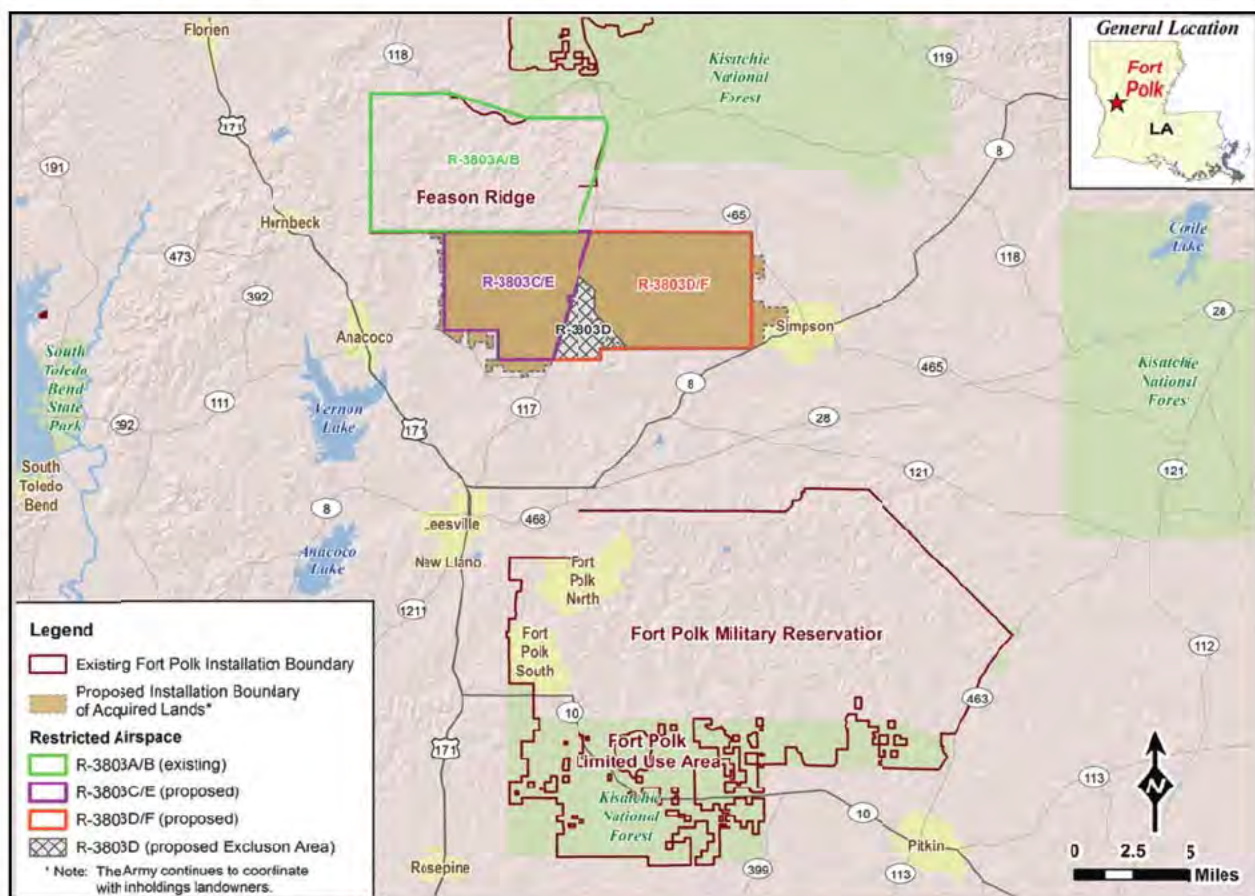 Florien
118
119
Kisatchie
National
Forest
General Location
Fort
Polk
LA
171
8
191
R-3803A/B
Peason Ridge
Hornbeck
465
473
118
392
R-3803C/E
R-3803D/F
28
R-3803D
Simpson
Anacoco
South
Toledo
Bend
State
Park
465
Kisatchie
National
Forest
8
111
117
392
Vernon
Lake
171
28
121
121
South
Toledo
Bend
8
468
Leesville
New Llano
Anacoco
Lake
Fort
Polk
North
1211
Fort Polk Military Reservation
Fort
Polk
South
112
463
10
171
Fort Polk
Limited Use Area
Kisatchie
National
Forest
113
10
Pitkin
Rosepine
399
113
Legend
Existing Fort Polk Installation Boundary
Proposed Installation Boundary
of Acquired Lands*
Restricted Airspace
R-3803A/B (existing)
R-3803C/E (proposed)
R-3803D/F (proposed)
R-3803D (proposed Excluson Area)
* Note: The Army continues to coordinate
with inholdings landowners.
N
0 2.5 5
Miles